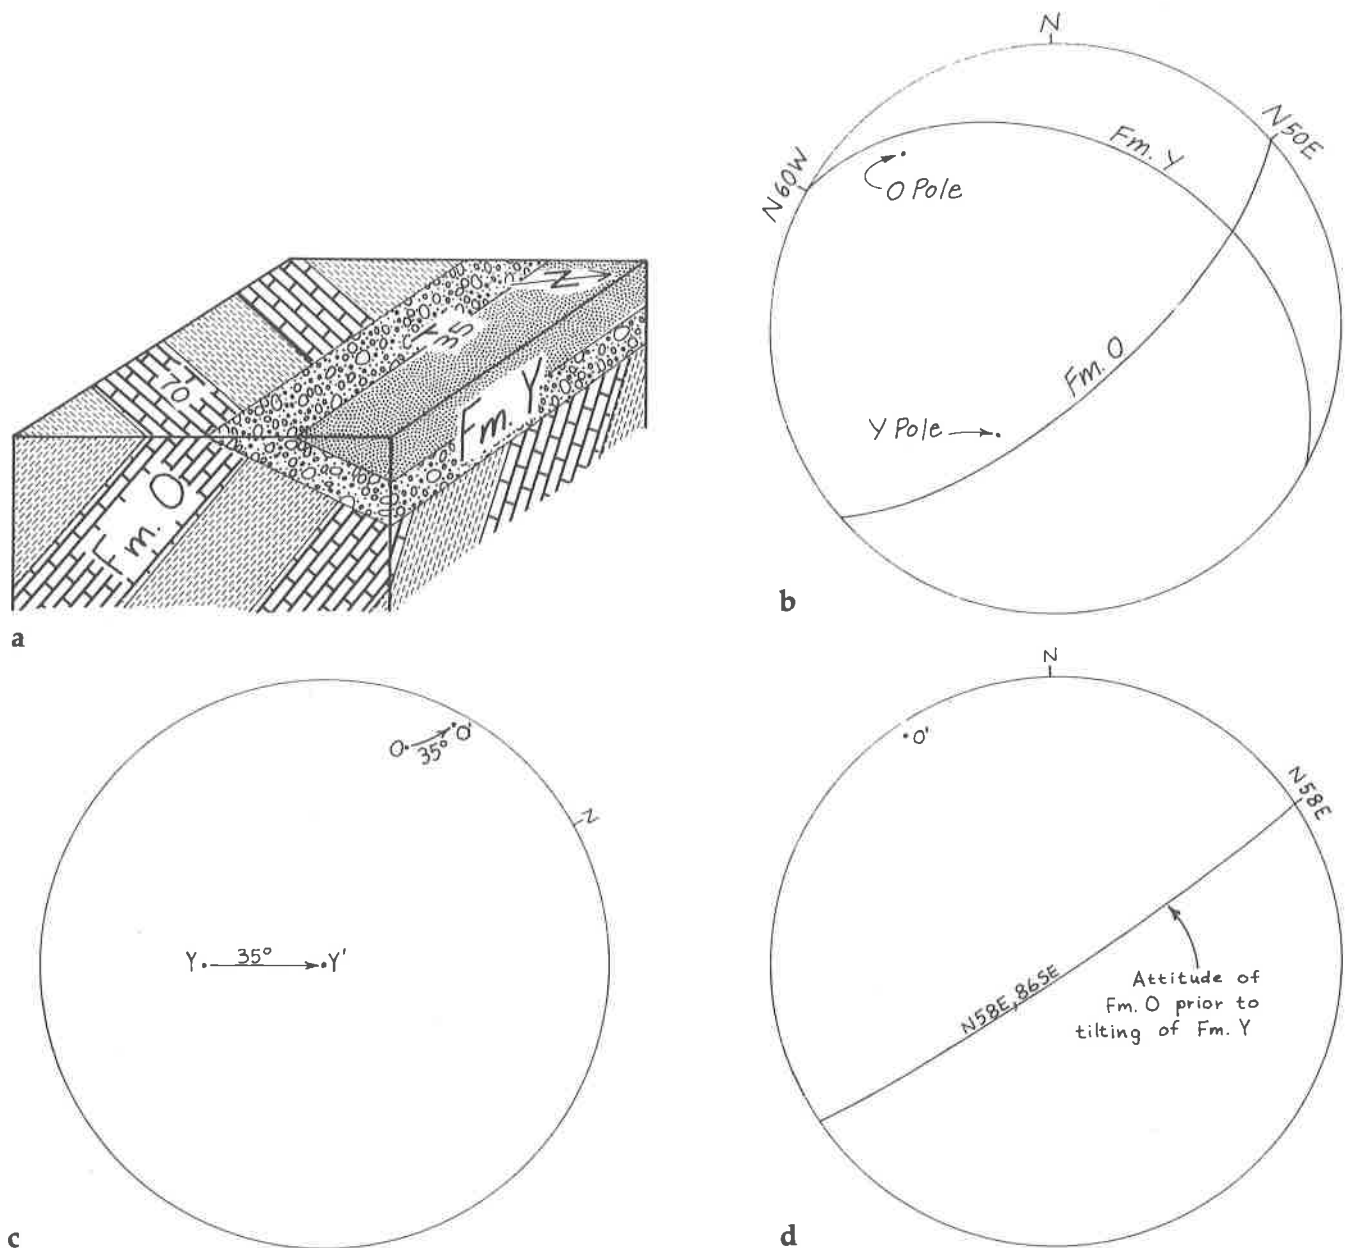 N
35
Fm. Y
70
Fm. O
a
N
N50E
N60W
Fm. Y
O Pole
Fm. O
Y Pole
b
O
35°
O'
N
Y
35°
Y'
c
N
O'
N58E
N58E, 86SE
Attitude of
Fm. O prior to
tilting of Fm. Y
d